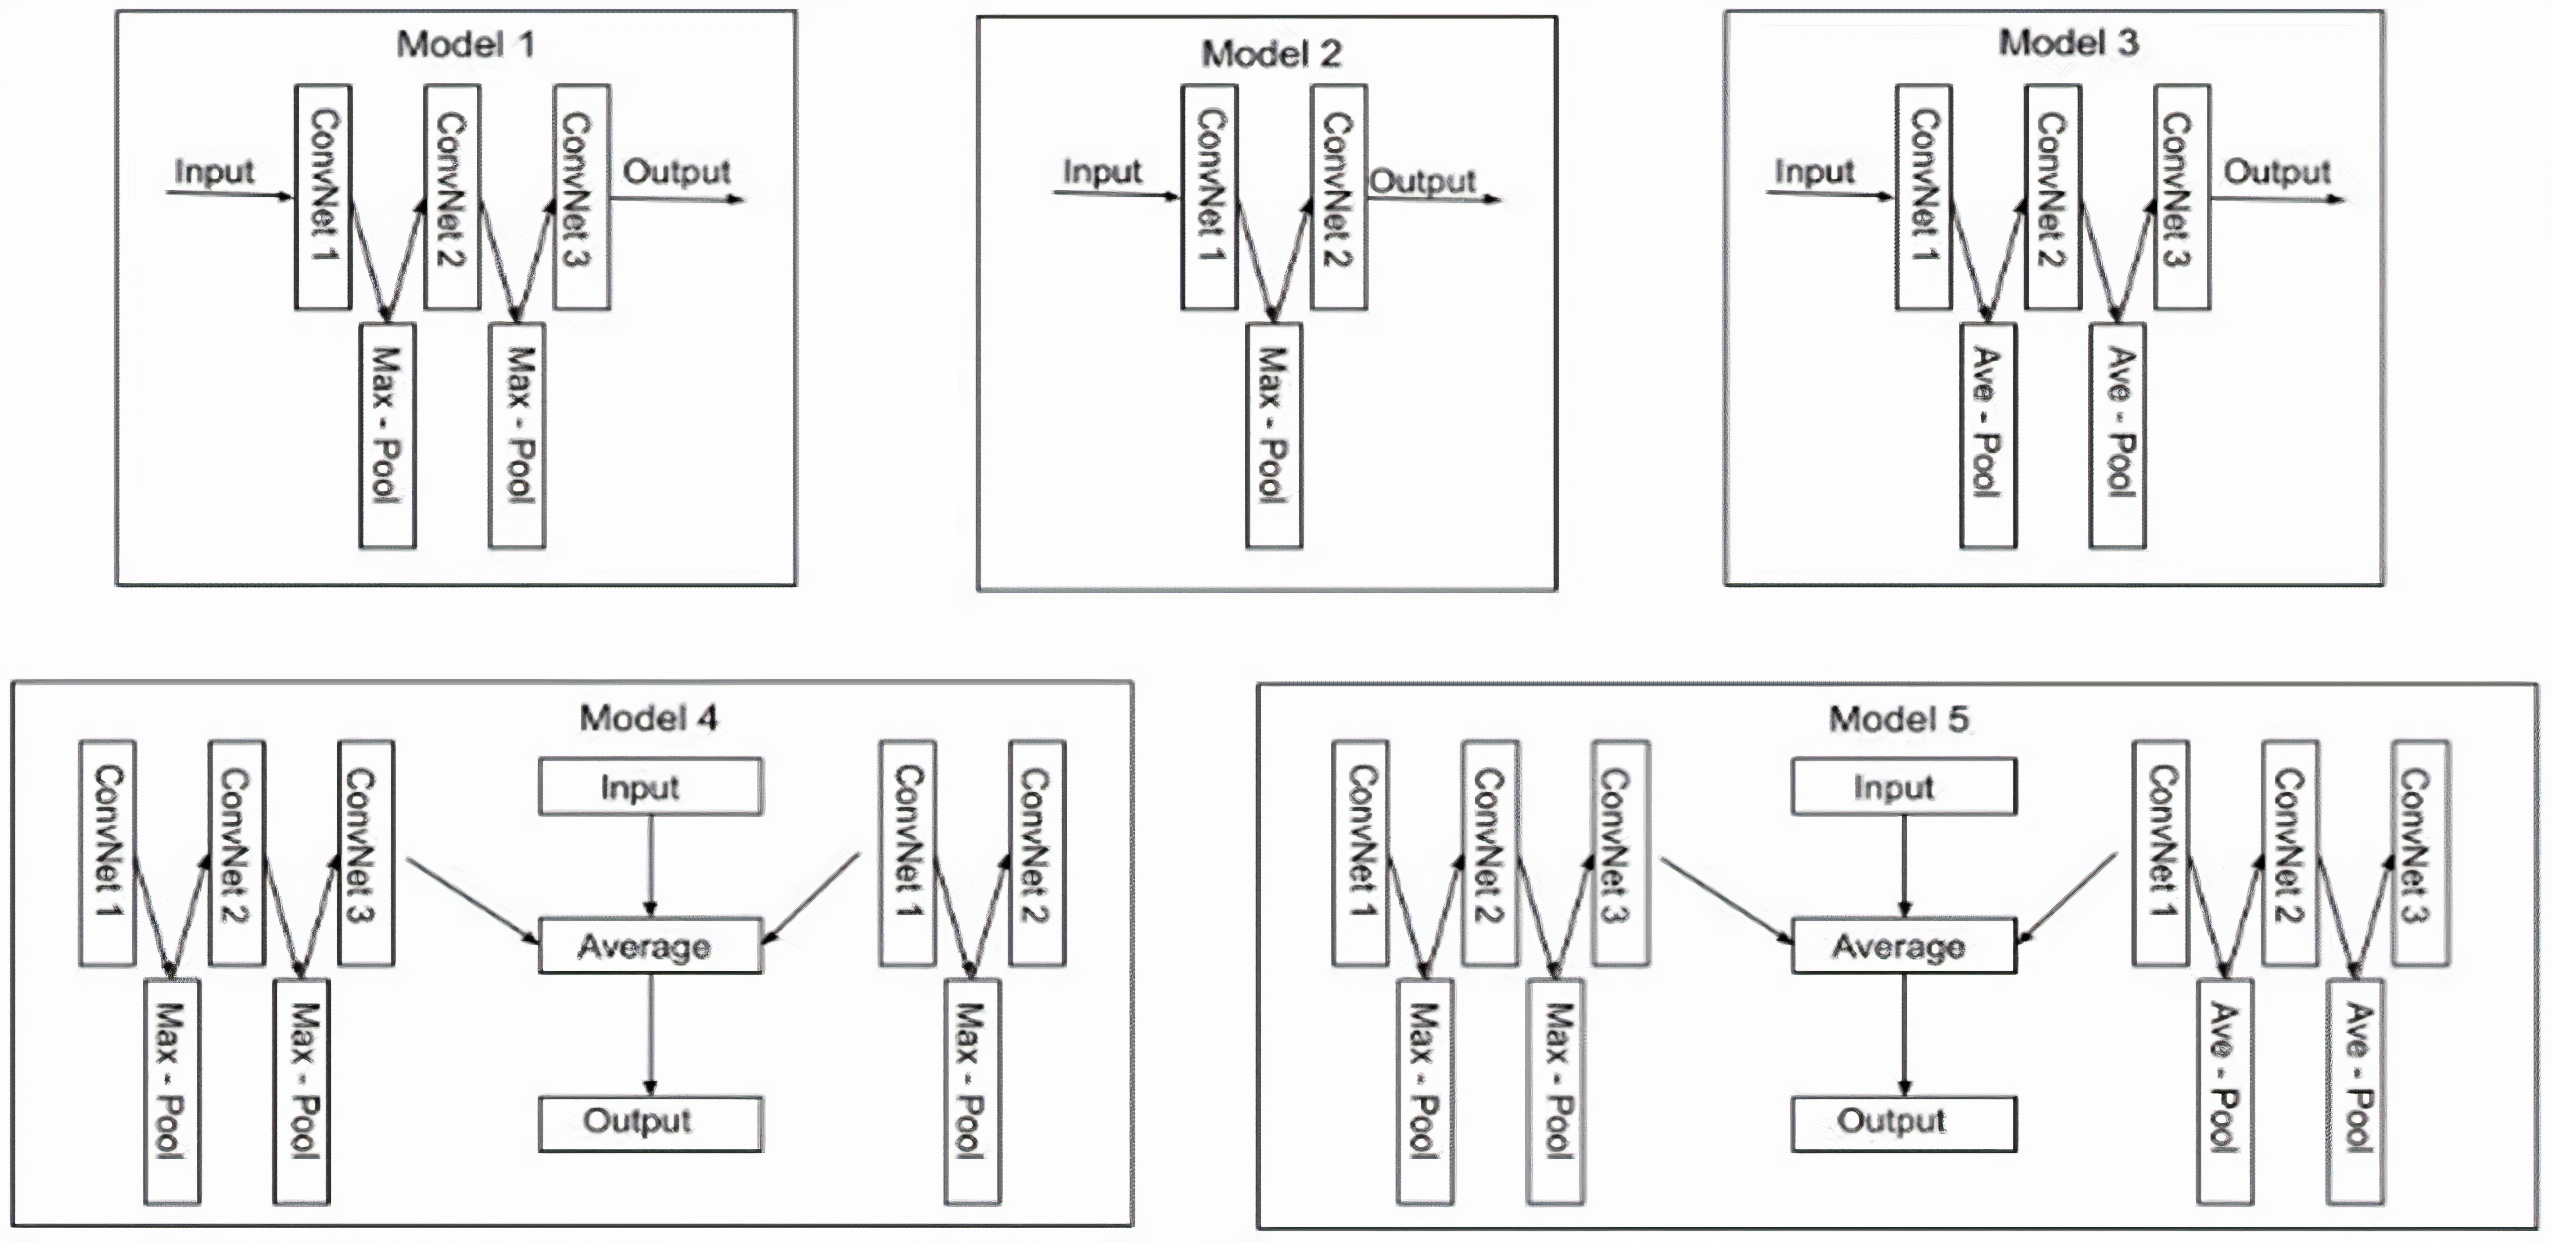 Model 1
Input
ConvNet 1
Max - Pool
ConvNet 2
Max - Pool
ConvNet 3
Output
Model 2
Input
ConvNet 1
Max - Pool
ConvNet 2
Output
Model 3
Input
ConvNet 1
Ave - Pool
ConvNet 2
Ave - Pool
ConvNet 3
Output
Model 4
ConvNet 1
Max - Pool
ConvNet 2
Max - Pool
ConvNet 3
Input
Average
Output
ConvNet 1
Max - Pool
ConvNet 2
Model 5
ConvNet 1
Max - Pool
ConvNet 2
Max - Pool
ConvNet 3
Input
Average
Output
ConvNet 1
Ave - Pool
ConvNet 2
Ave - Pool
ConvNet 3